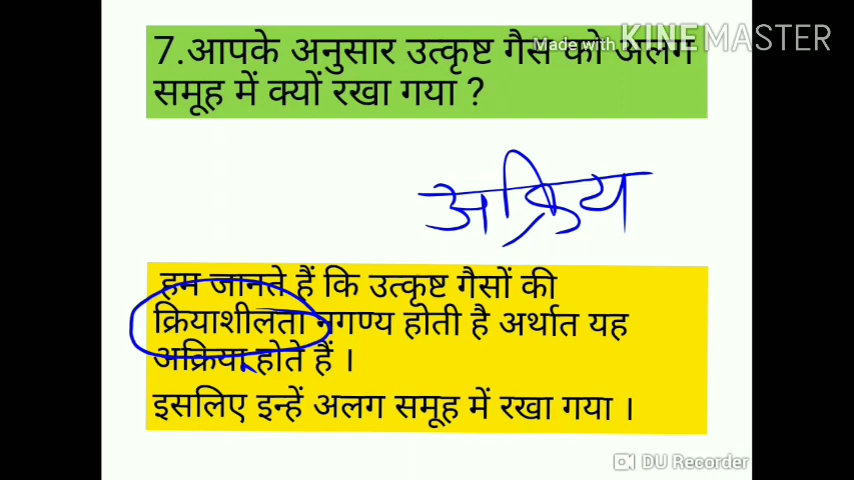 7.आपके अनुसार उत्कृष्ट गैस को अलग
Made with KINEMASTER
समूह में क्यों रखा गया ?
अक्रिय
हम जानते हैं कि उत्कृष्ट गैसों की
क्रियाशीलता नगण्य होती है अर्थात यह
अक्रिया होते हैं ।
इसलिए इन्हें अलग समूह में रखा गया ।
DU Recorder